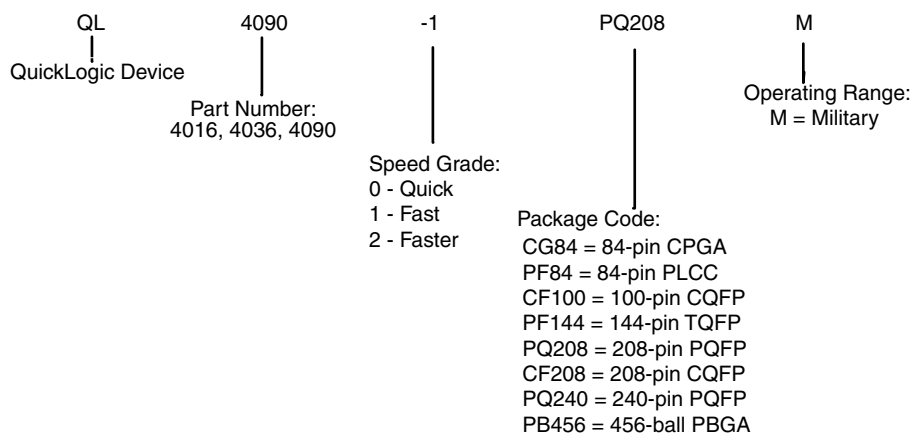 QL 4090 -1 PQ208 M
QuickLogic Device
Part Number:
4016, 4036, 4090
Speed Grade:
0 - Quick
1 - Fast
2 - Faster
Package Code:
CG84 = 84-pin CPGA
PF84 = 84-pin PLCC
CF100 = 100-pin CQFP
PF144 = 144-pin TQFP
PQ208 = 208-pin PQFP
CF208 = 208-pin CQFP
PQ240 = 240-pin PQFP
PB456 = 456-ball PBGA
Operating Range:
M = Military